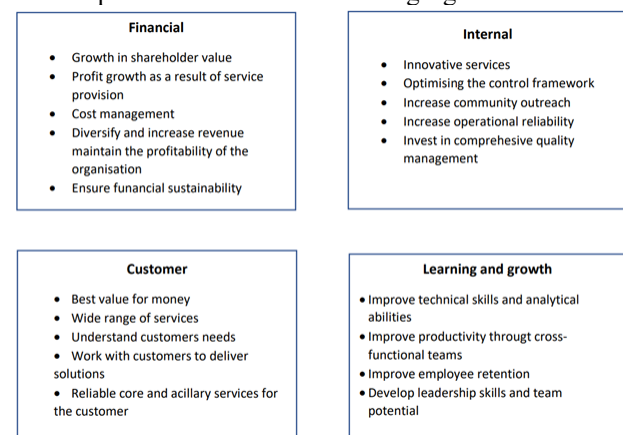 Financial
• Growth in shareholder value
• Profit growth as a result of service
provision
• Cost management
• Diversify and increase revenue
maintain the profitability of the
organisation
• Ensure funancial sustainability
Internal
• Innovative services
• Optimising the control framework
• Increase community outreach
• Increase operational reliability
• Invest in comprehesive quality
management
Customer
• Best value for money
• Wide range of services
• Understand customers needs
• Work with customers to deliver
solutions
• Reliable core and acillary services for
the customer
Learning and growth
• Improve technical skills and analytical
abilities
• Improve productivity througt cross-
functional teams
• Improve employee retention
• Develop leadership skills and team
potential